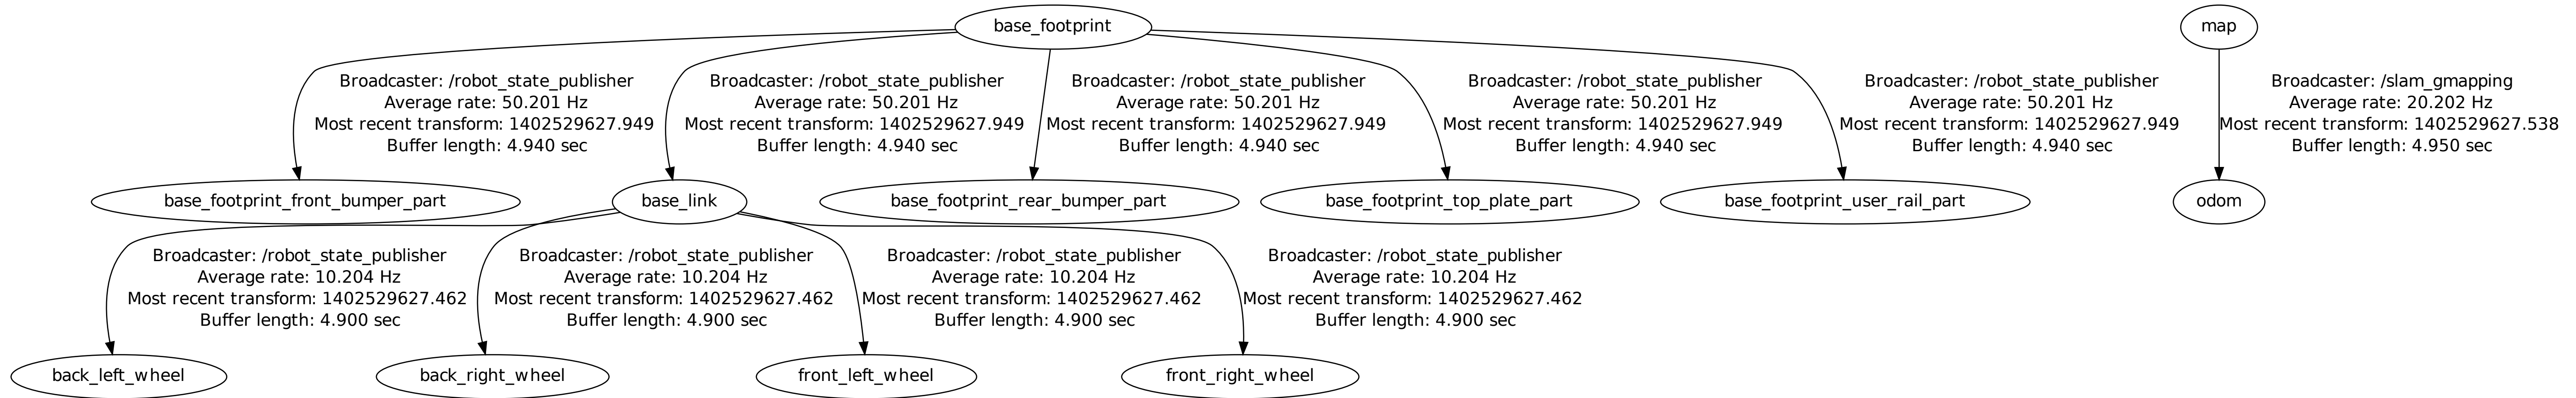 base_footprint
map
Broadcaster: /robot_state_publisher
Average rate: 50.201 Hz
Most recent transform: 1402529627.949
Buffer length: 4.940 sec
Broadcaster: /robot_state_publisher
Average rate: 50.201 Hz
Most recent transform: 1402529627.949
Buffer length: 4.940 sec
Broadcaster: /robot_state_publisher
Average rate: 50.201 Hz
Most recent transform: 1402529627.949
Buffer length: 4.940 sec
Broadcaster: /robot_state_publisher
Average rate: 50.201 Hz
Most recent transform: 1402529627.949
Buffer length: 4.940 sec
Broadcaster: /robot_state_publisher
Average rate: 50.201 Hz
Most recent transform: 1402529627.949
Buffer length: 4.940 sec
Broadcaster: /slam_gmapping
Average rate: 20.202 Hz
Most recent transform: 1402529627.538
Buffer length: 4.950 sec
base_footprint_front_bumper_part
base_link
base_footprint_rear_bumper_part
base_footprint_top_plate_part
base_footprint_user_rail_part
odom
Broadcaster: /robot_state_publisher
Average rate: 10.204 Hz
Most recent transform: 1402529627.462
Buffer length: 4.900 sec
Broadcaster: /robot_state_publisher
Average rate: 10.204 Hz
Most recent transform: 1402529627.462
Buffer length: 4.900 sec
Broadcaster: /robot_state_publisher
Average rate: 10.204 Hz
Most recent transform: 1402529627.462
Buffer length: 4.900 sec
Broadcaster: /robot_state_publisher
Average rate: 10.204 Hz
Most recent transform: 1402529627.462
Buffer length: 4.900 sec
back_left_wheel
back_right_wheel
front_left_wheel
front_right_wheel